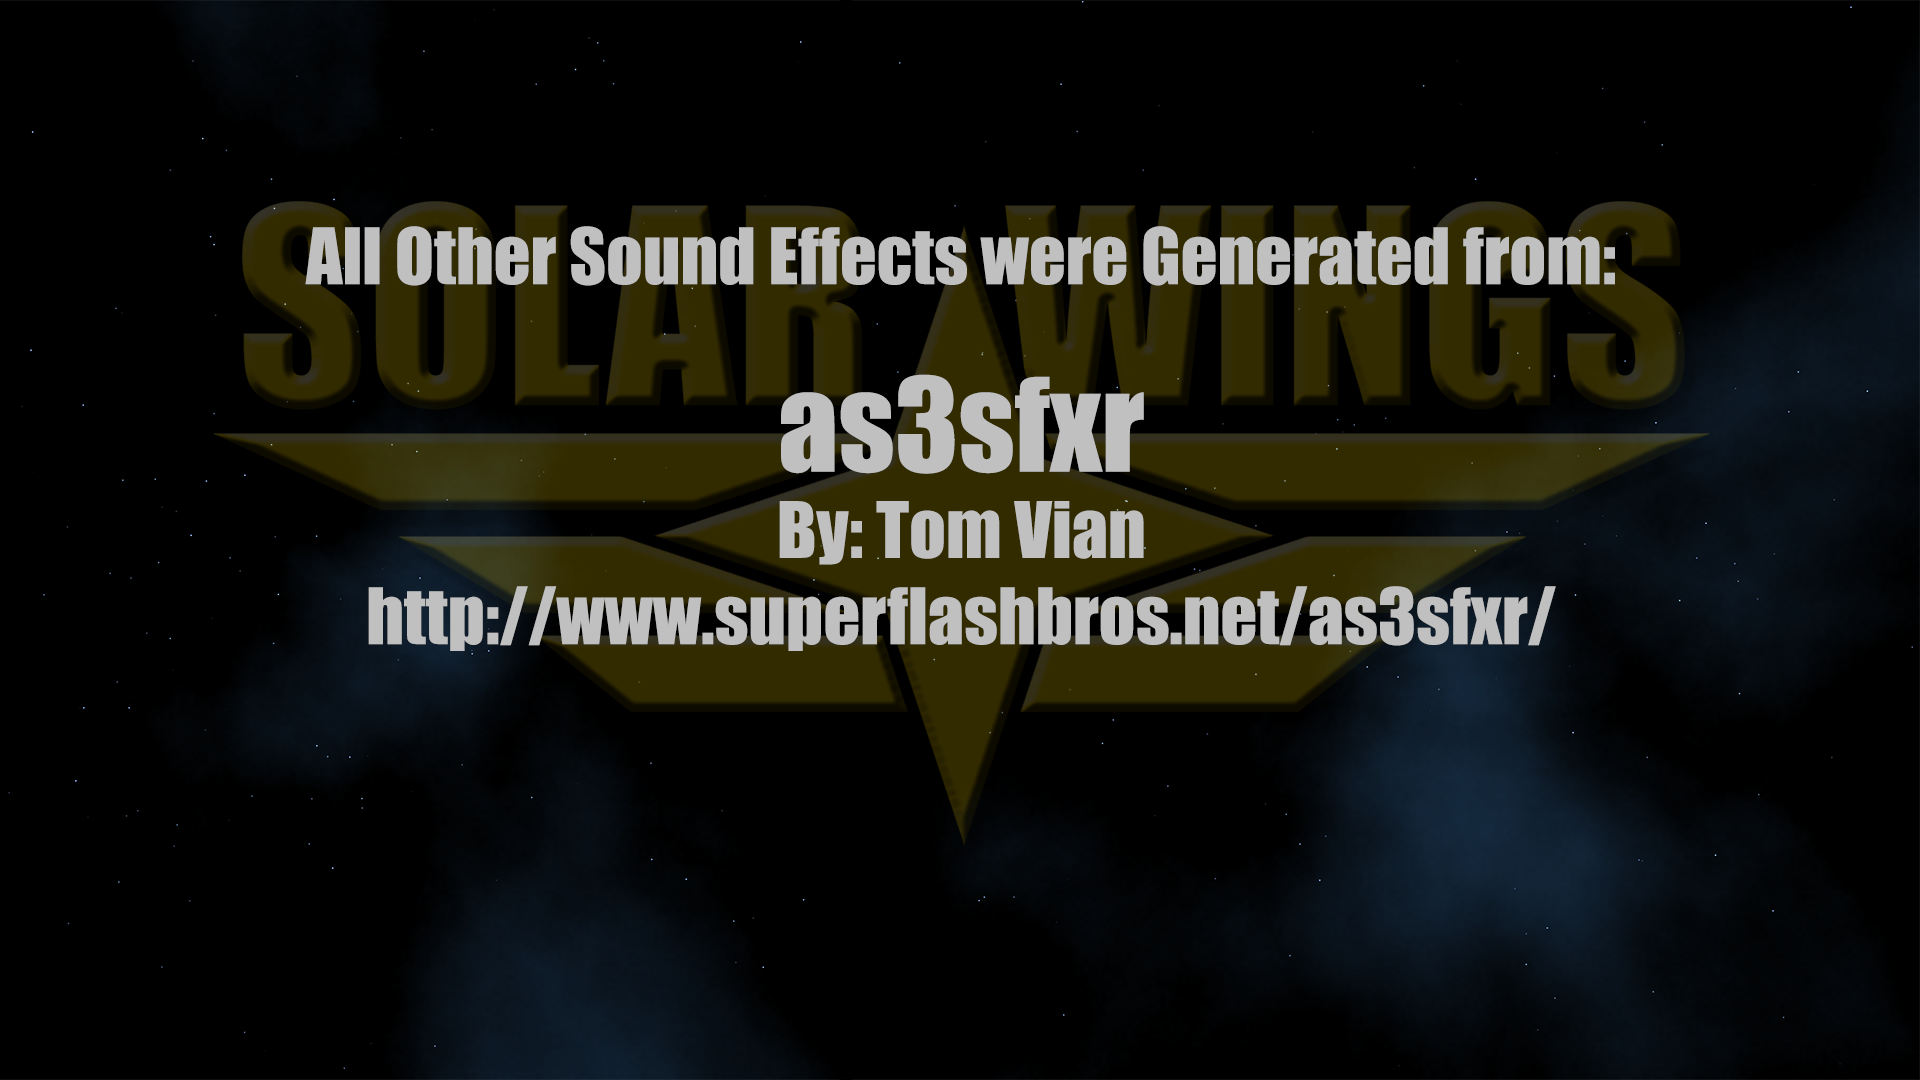 SOLAR WINGS
All Other Sound Effects were Generated from:
as3sfxr
By: Tom Vian
http://www.superflashbros.net/as3sfxr/